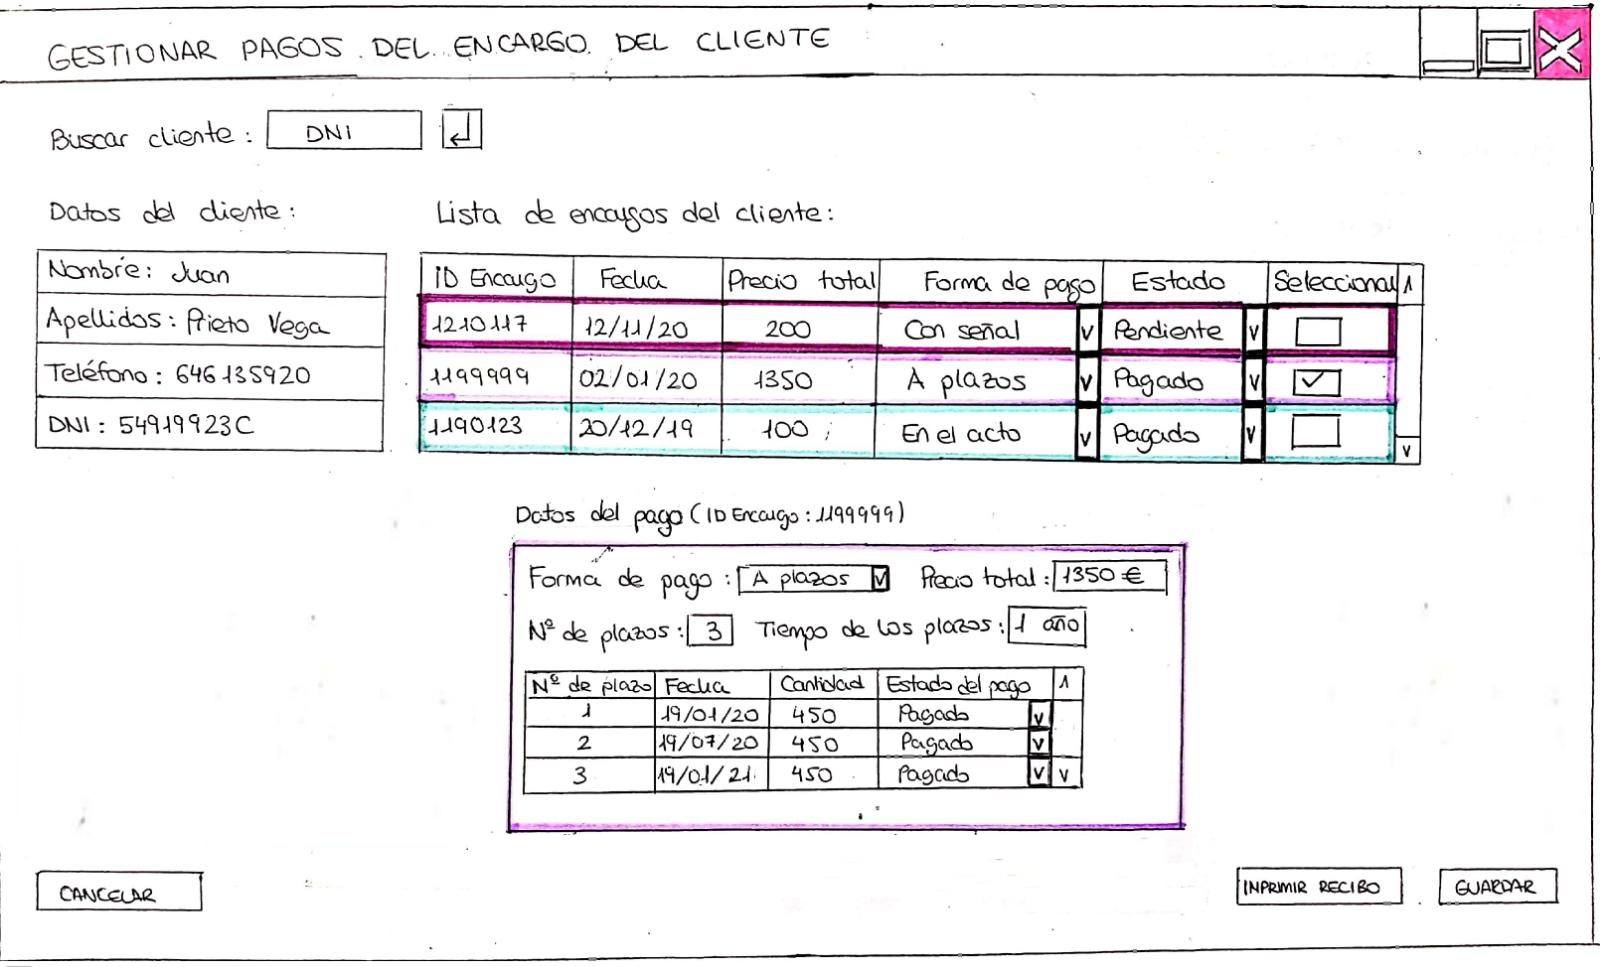 GESTIONAR PAGOS DEL ENCARGO DEL CLIENTE
Buscar cliente: DNI
Datos del cliente:
Nombre: Juan
Apellidos: Prieto Vega
Teléfono: 646135920
DNI: 54919923C
Lista de encargos del cliente:
ID Encargo Fecha Precio total Forma de pago Estado Seleccionar
1210117 12/11/20 200 Con señal Pendiente
1199999 02/01/20 1350 A plazos Pagado
1190123 20/12/19 100 En el acto Pagado
Datos del pago (ID Encargo: 1199999)
Forma de pago: A plazos Precio total: 1350 €
Nº de plazos: 3 Tiempo de los plazos: 1 año
Nº de plazo Fecha Cantidad Estado del pago
1 19/01/20 450 Pagado
2 19/07/20 450 Pagado
3 19/01/21 450 Pagado
CANCELAR
INPRIMIR RECIBO
GUARDAR